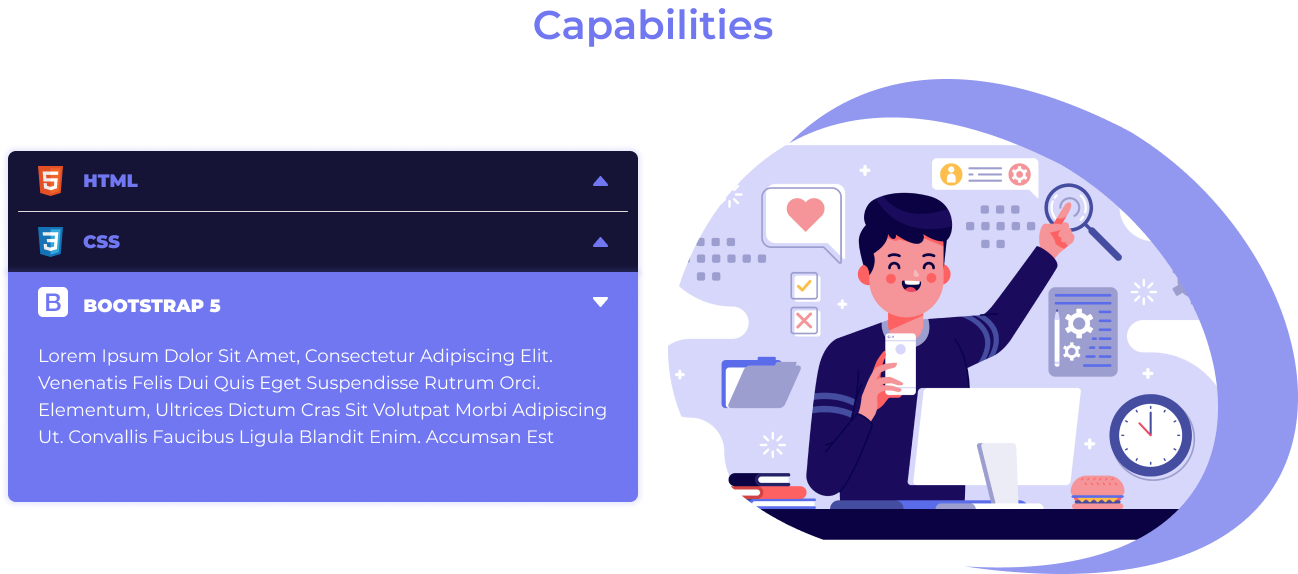 Capabilities
HTML
CSS
B
BOOTSTRAP 5
Lorem Ipsum Dolor Sit Amet, Consectetur Adipiscing Elit.
Venenatis Felis Dui Quis Eget Suspendisse Rutrum Orci.
Elementum, Ultrices Dictum Cras Sit Volutpat Morbi Adipiscing
Ut. Convallis Faucibus Ligula Blandit Enim. Accumsan Est